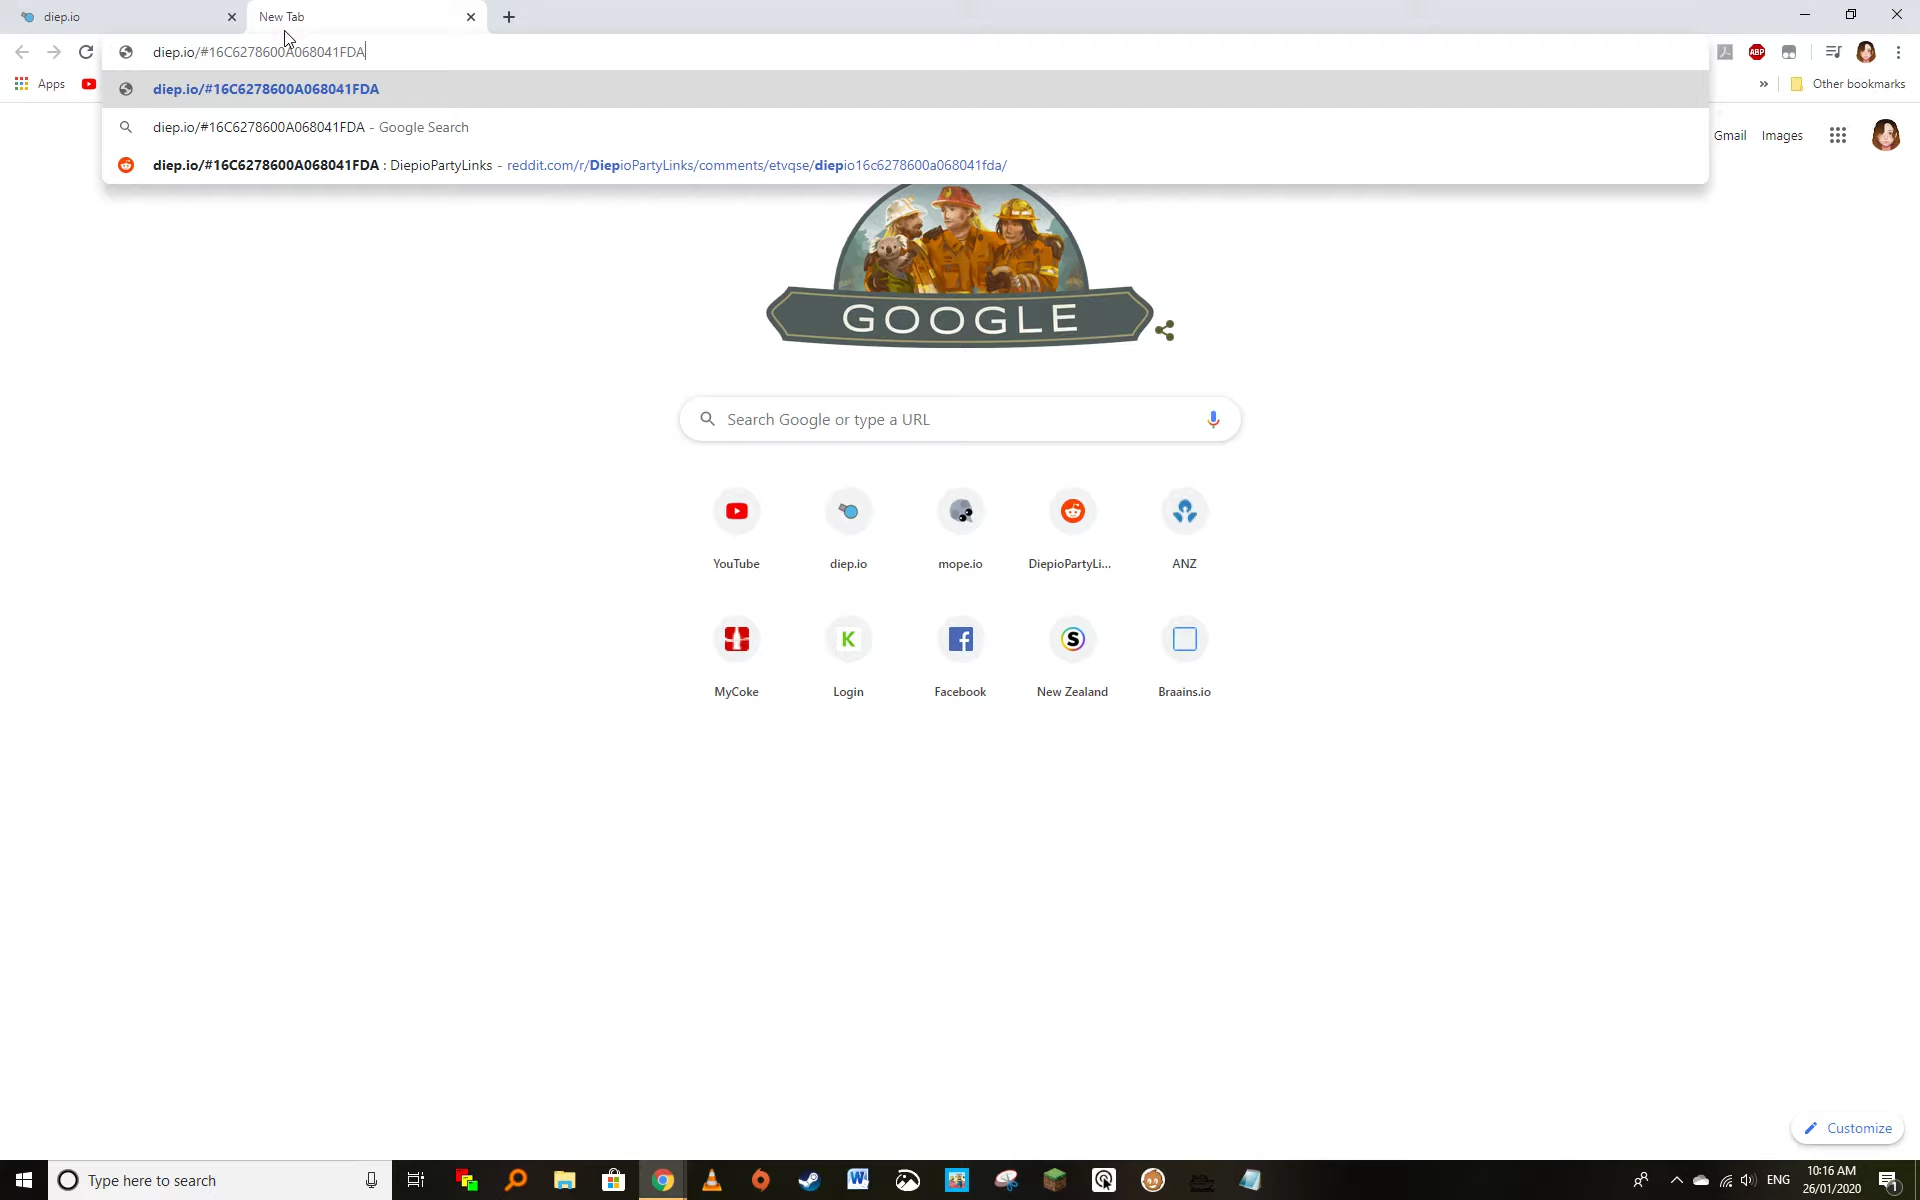 diep.io
New Tab
diep.io/#16C6278600A068041FDA
ABP
Apps
» Other bookmarks
diep.io/#16C6278600A068041FDA
diep.io/#16C6278600A068041FDA - Google Search
diep.io/#16C6278600A068041FDA : DiepioPartyLinks - reddit.com/r/DiepioPartyLinks/comments/etvqse/diepio16c6278600a068041fda/
Gmail Images
GOOGLE
Search Google or type a URL
YouTube diep.io mope.io DiepioPartyLi... ANZ
K S
MyCoke Login Facebook New Zealand Braains.io
Customize
Type here to search
W
ENG
10:16 AM
26/01/2020
1